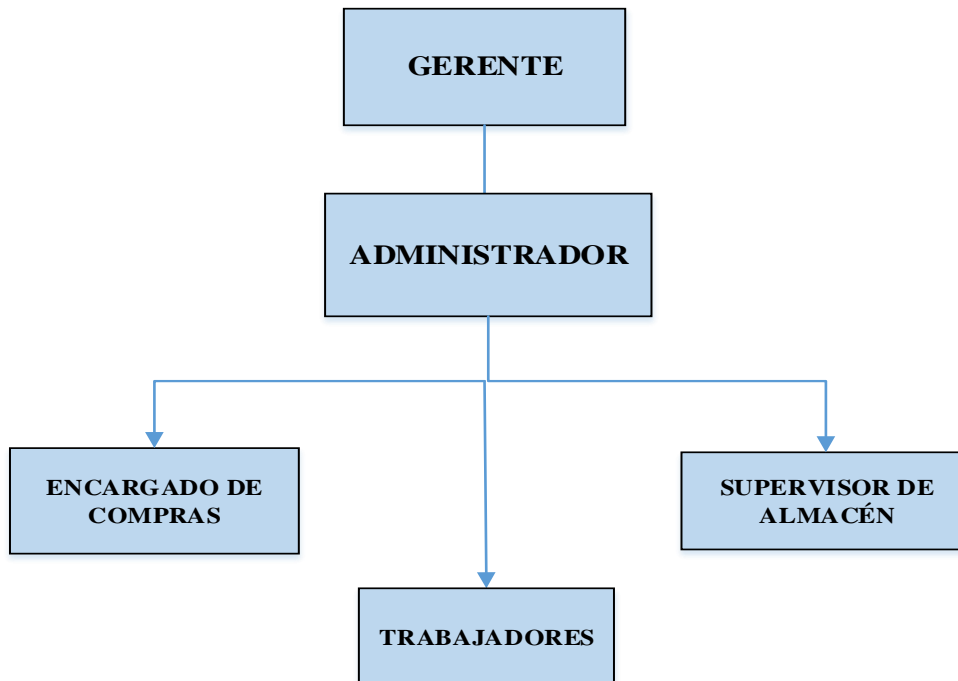 GERENTE
ADMINISTRADOR
ENCARGADO DE
COMPRAS
SUPERVISOR DE
ALMACÉN
TRABAJADORES